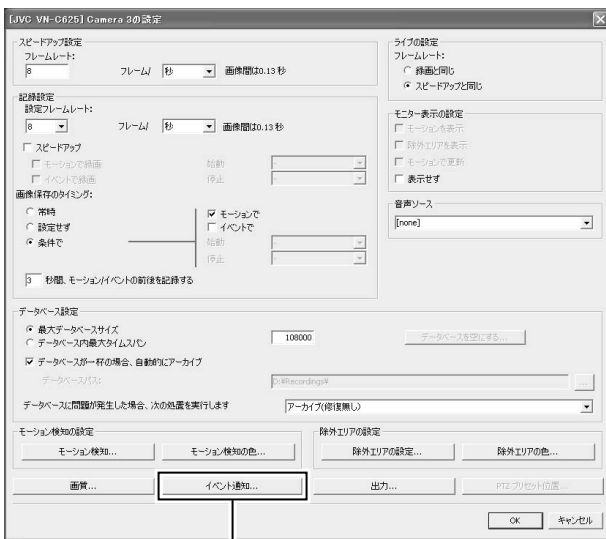 [JVC VN-C625] Camera 3の設定
スピードアップ設定
フレームレート:
8 フレーム/ 秒 画像間は0.13 秒
記録設定
設定フレームレート:
8 フレーム/ 秒 画像間は0.13 秒
スピードアップ
モーションで録画 始動 -
イベントで録画 停止 -
画像保存のタイミング:
常時
設定せず
条件で
モーションで
イベントで
始動 -
停止 -
3 秒間、モーション/イベントの前後を記録する
ライブの設定
フレームレート:
録画と同じ
スピードアップと同じ
モニター表示の設定
モーションを表示
除外エリアを表示
モーションで更新
表示せず
音声ソース
[none]
データベース設定
最大データベースサイズ 108000 データベースを空にする...
データベース内最大タイムスパン
データベースが一杯の場合、自動的にアーカイブ
データベースパス: D:¥Recordings¥ ...
データベースに問題が発生した場合、次の処置を実行します アーカイブ(修復無し)
モーション検知の設定
モーション検知... モーション検知の色...
除外エリアの設定
除外エリアの設定... 除外エリアの色...
画質... イベント通知... 出力... PTZ プリセット位置...
OK キャンセル